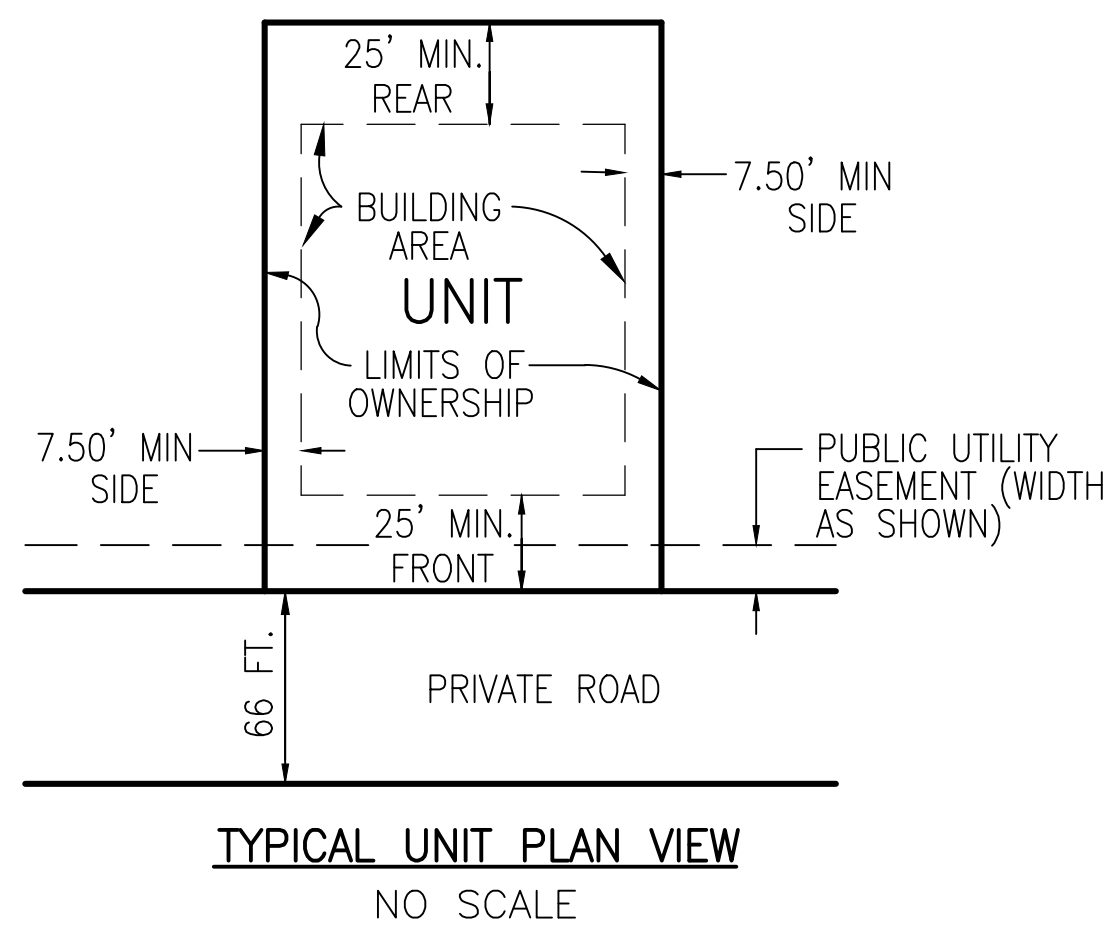 25' MIN.
REAR
7.50' MIN
SIDE
BUILDING
AREA
UNIT
LIMITS OF
OWNERSHIP
7.50' MIN
SIDE
PUBLIC UTILITY
EASEMENT (WIDTH
AS SHOWN)
25' MIN.
FRONT
66 FT.
PRIVATE ROAD
TYPICAL UNIT PLAN VIEW
NO SCALE